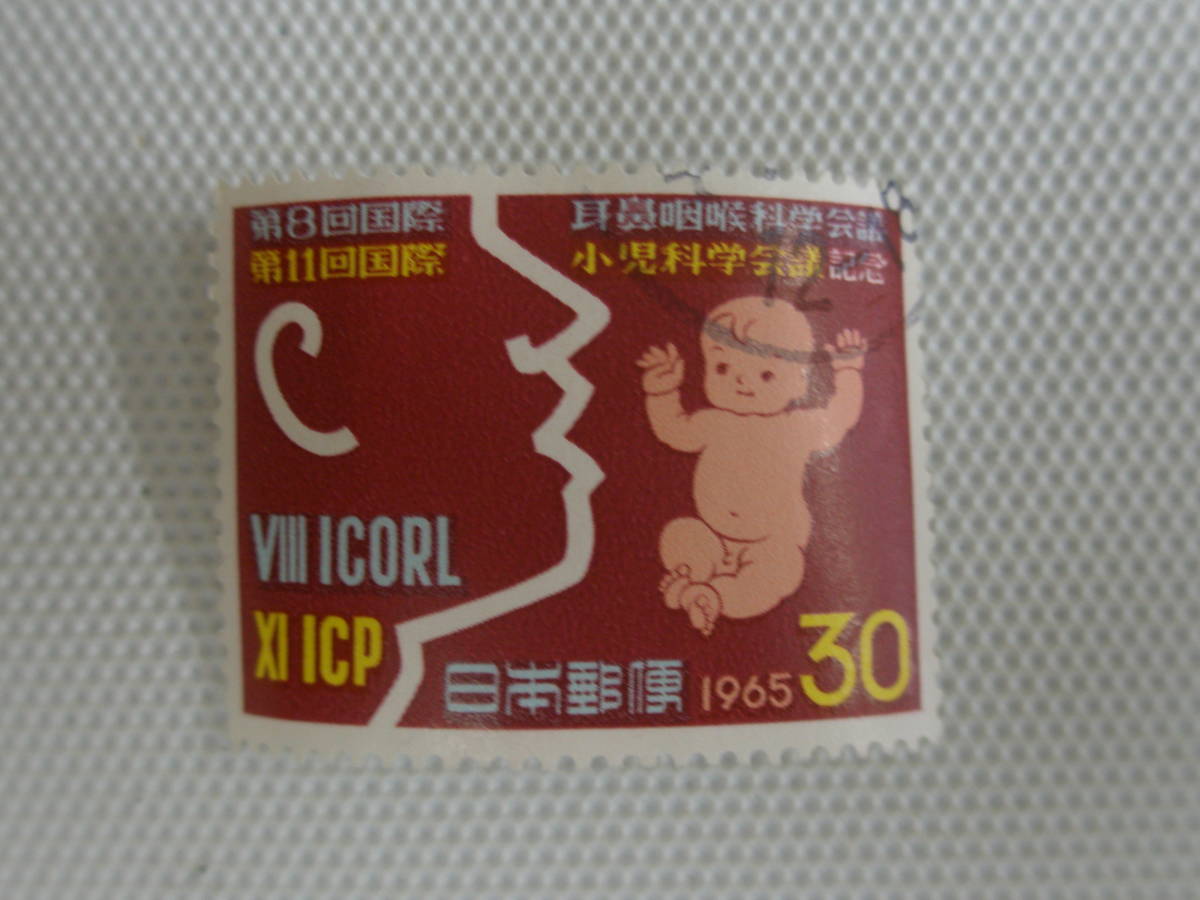 第8回国際 耳鼻咽喉科学会議
第11回国際 小児科学会議 記念
VIII ICORL
XI ICP
日本郵便 1965 30